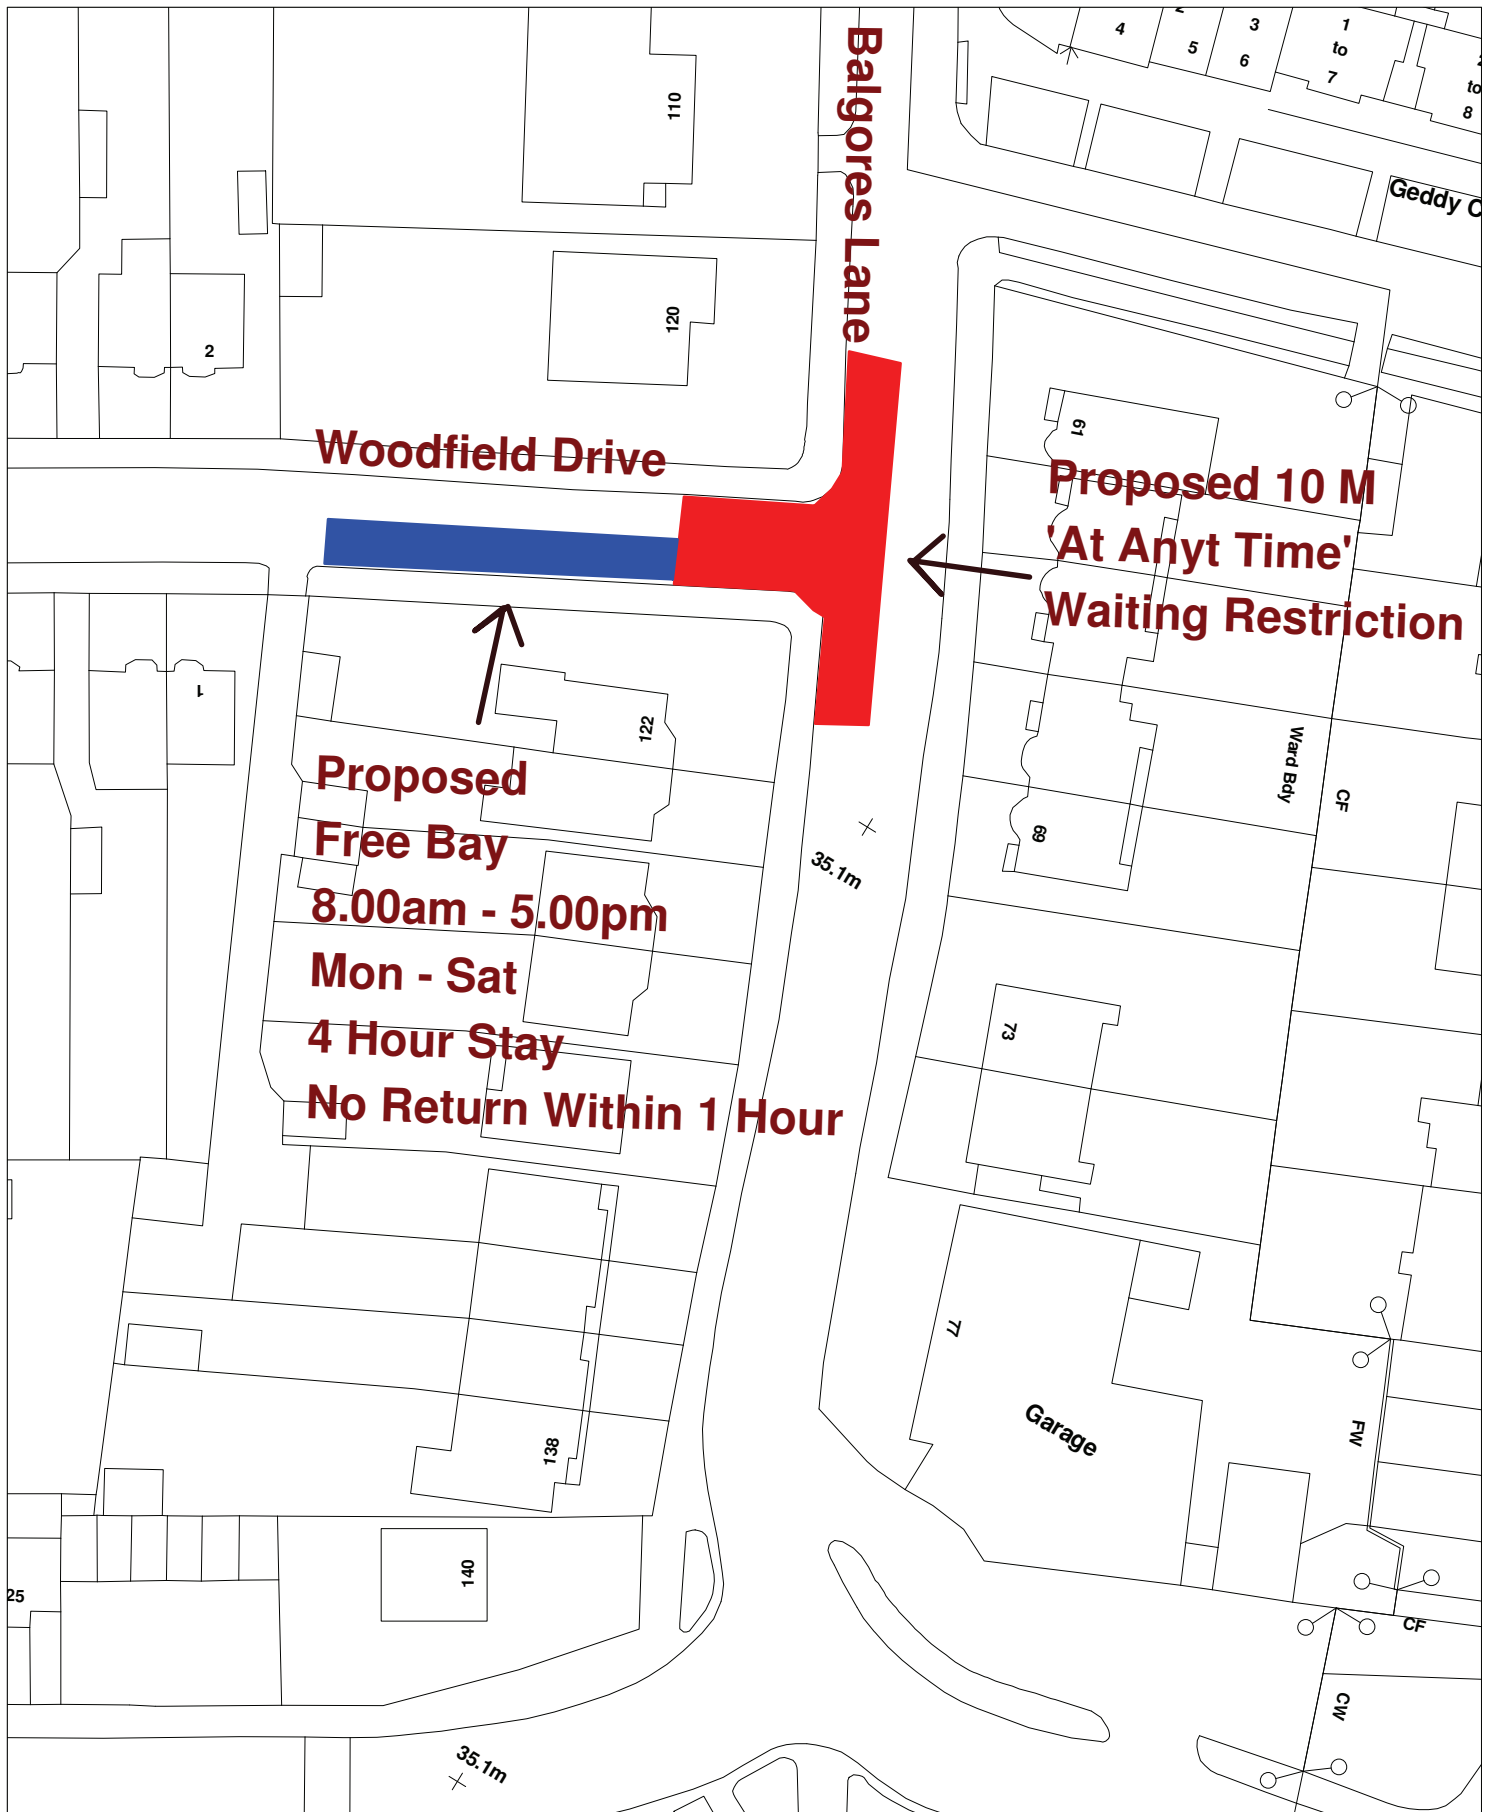 Balgores Lane
4
2
5
3
6
1
to
7
2
to
8
Geddy C
110
120
2
61
Woodfield Drive
Proposed 10 M
'At Anyt Time'
Waiting Restriction
1
122
Ward Bdy
CF
Proposed
Free Bay
8.00am - 5.00pm
Mon - Sat
4 Hour Stay
No Return Within 1 Hour
69
35.1m
73
77
Garage
FW
138
140
25
CF
CW
35.1m